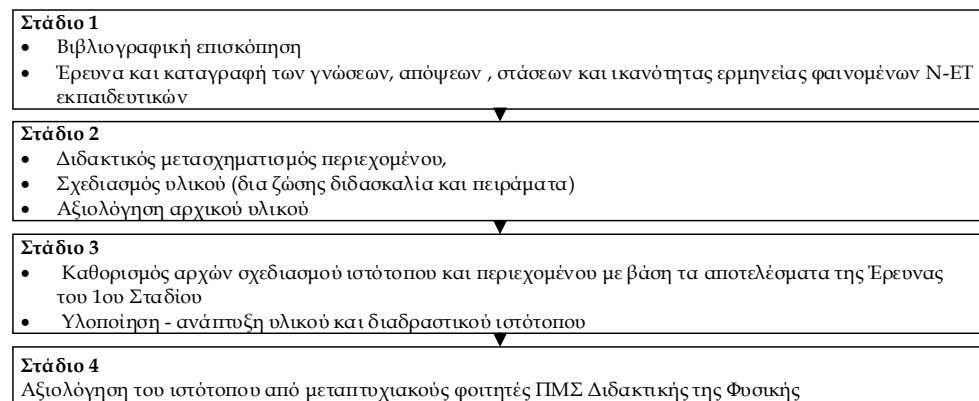 Στάδιο 1
• Βιβλιογραφική επισκόπηση
• Έρευνα και καταγραφή των γνώσεων, απόψεων , στάσεων και ικανότητας ερμηνείας φαινομένων Ν-ΕΤ
εκπαιδευτικών
Στάδιο 2
• Διδακτικός μετασχηματισμός περιεχομένου,
• Σχεδιασμός υλικού (δια ζώσης διδασκαλία και πειράματα)
• Αξιολόγηση αρχικού υλικού
Στάδιο 3
• Καθορισμός αρχών σχεδιασμού ιστότοπου και περιεχομένου με βάση τα αποτελέσματα της Έρευνας
του 1ου Σταδίου
• Υλοποίηση - ανάπτυξη υλικού και διαδραστικού ιστότοπου
Στάδιο 4
Αξιολόγηση του ιστότοπου από μεταπτυχιακούς φοιτητές ΠΜΣ Διδακτικής της Φυσικής